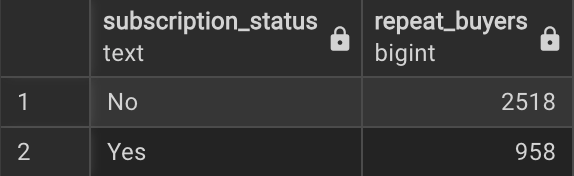 subscription_status repeat_buyers
text bigint
1 No 2518
2 Yes 958